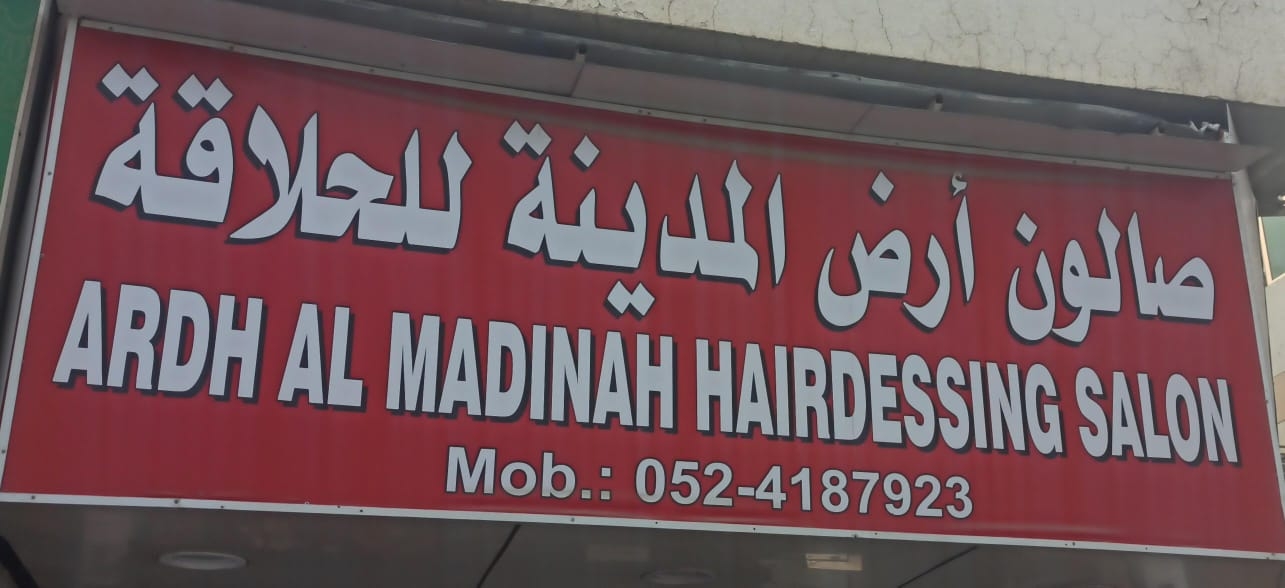 صالون أرض المدينة للحلاقة
ARDH AL MADINAH HAIRDESSING SALON
Mob.: 052-4187923